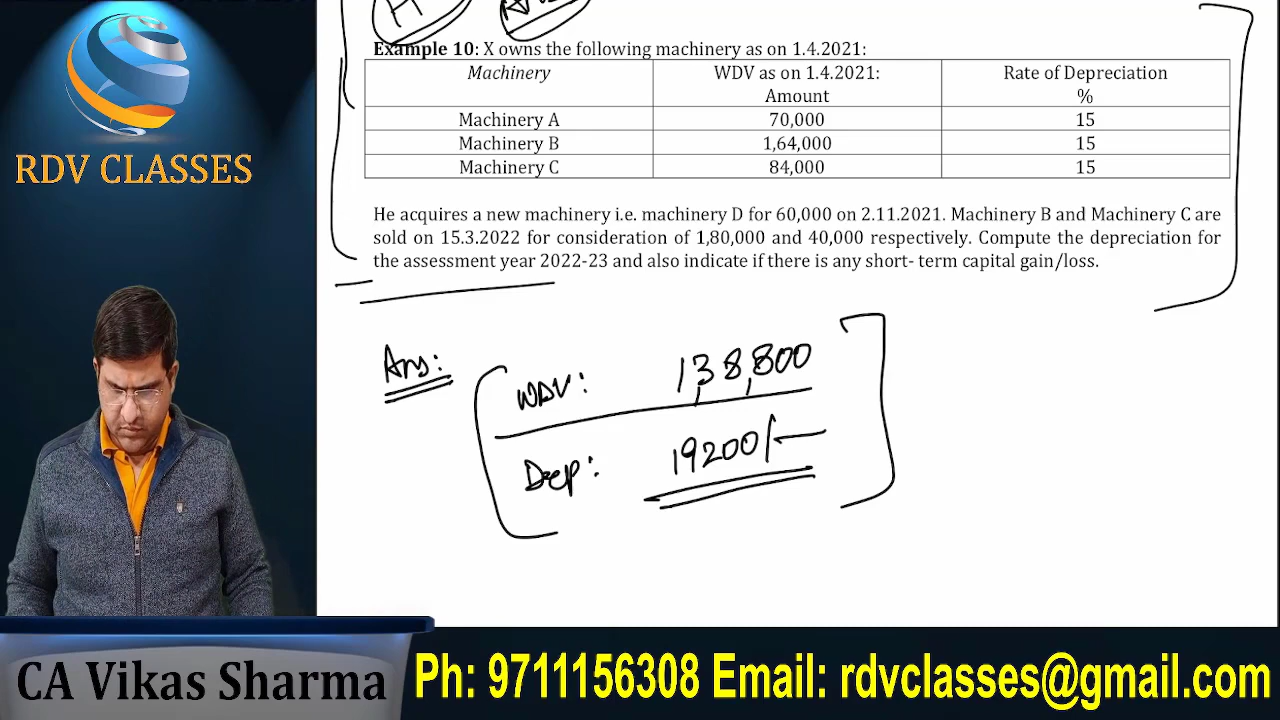 Example 10: X owns the following machinery as on 1.4.2021:
Machinery WDV as on 1.4.2021: Amount Rate of Depreciation %
Machinery A 70,000 15
Machinery B 1,64,000 15
Machinery C 84,000 15
He acquires a new machinery i.e. machinery D for 60,000 on 2.11.2021. Machinery B and Machinery C are
sold on 15.3.2022 for consideration of 1,80,000 and 40,000 respectively. Compute the depreciation for
the assessment year 2022-23 and also indicate if there is any short- term capital gain/loss.
Ans:
WDV: 1,38,800
Dep: 19200/-
RDV CLASSES
CA Vikas Sharma
Ph: 9711156308 Email: rdvclasses@gmail.com